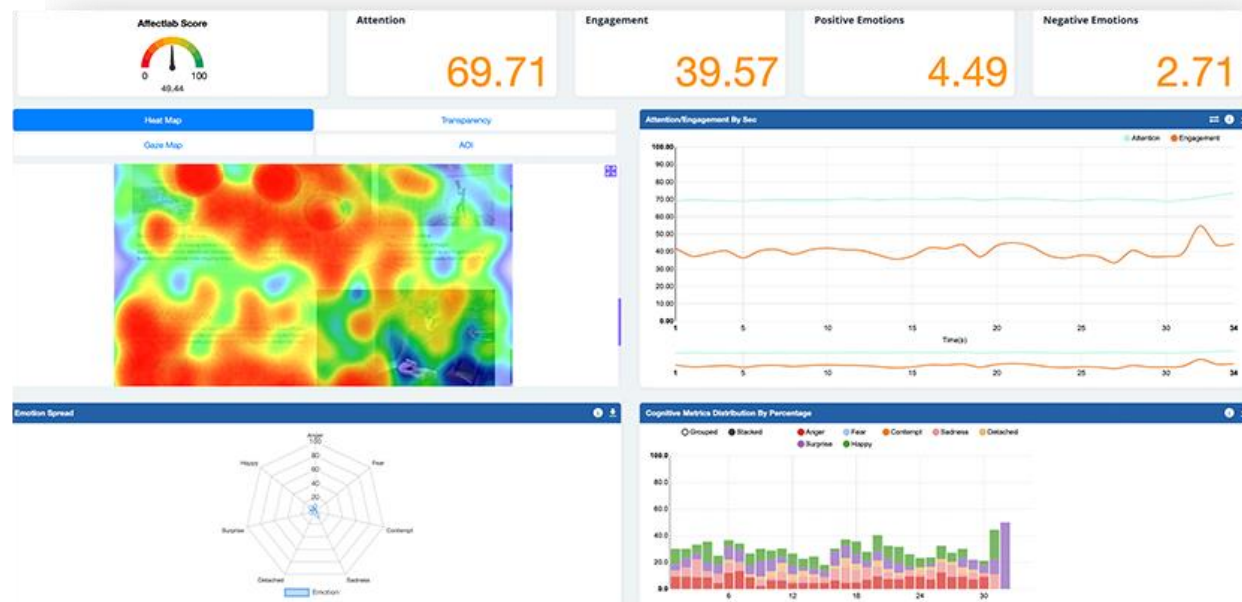 Affectlab Score
0
100
49.44
Attention
69.71
Engagement
39.57
Positive Emotions
4.49
Negative Emotions
2.71
Heat Map
Transparency
Gaze Map
AOI
Attention/Engagement By Sec
Attention Engagement
100.00
90.00
80.00
70.00
60.00
50.00
40.00
30.00
20.00
10.00
0.00
1 5 10 15 20 25 30 34
Time(s)
1 5 10 15 20 25 30 34
Emotion Spread
Anger
100
80
60
40
20
Happy
Fear
Surprise
Contempt
Detached
Sadness
Emotion
Cognitive Metrics Distribution By Percentage
Grouped Stacked Anger Fear Contempt Sadness Detached
Surprise Happy
100.0
80.0
60.0
40.0
20.0
0.0
6 12 18 24 30